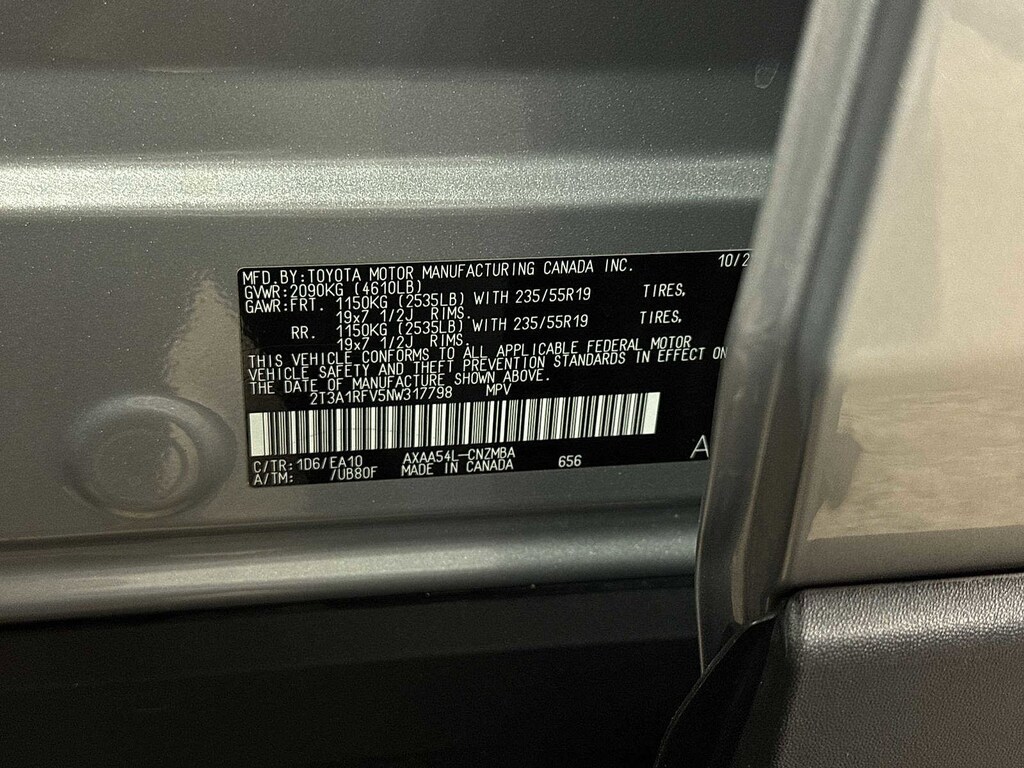 MFD. BY:TOYOTA MOTOR MANUFACTURING CANADA INC. 10/2
GVWR:2090KG (4610LB)
GAWR:FRT. 1150KG (2535LB) WITH 235/55R19 TIRES,
19x7 1/2J RIMS.
RR. 1150KG (2535LB) WITH 235/55R19 TIRES,
19x7 1/2J RIMS.
THIS VEHICLE CONFORMS TO ALL APPLICABLE FEDERAL MOTOR
VEHICLE SAFETY AND THEFT PREVENTION STANDARDS IN EFFECT ON
THE DATE OF MANUFACTURE SHOWN ABOVE.
2T3A1RFV5NW317798 MPV
C/TR:1D6/EA10 AXAA54L-CNZMBA 656 A
A/TM: /UB80F MADE IN CANADA